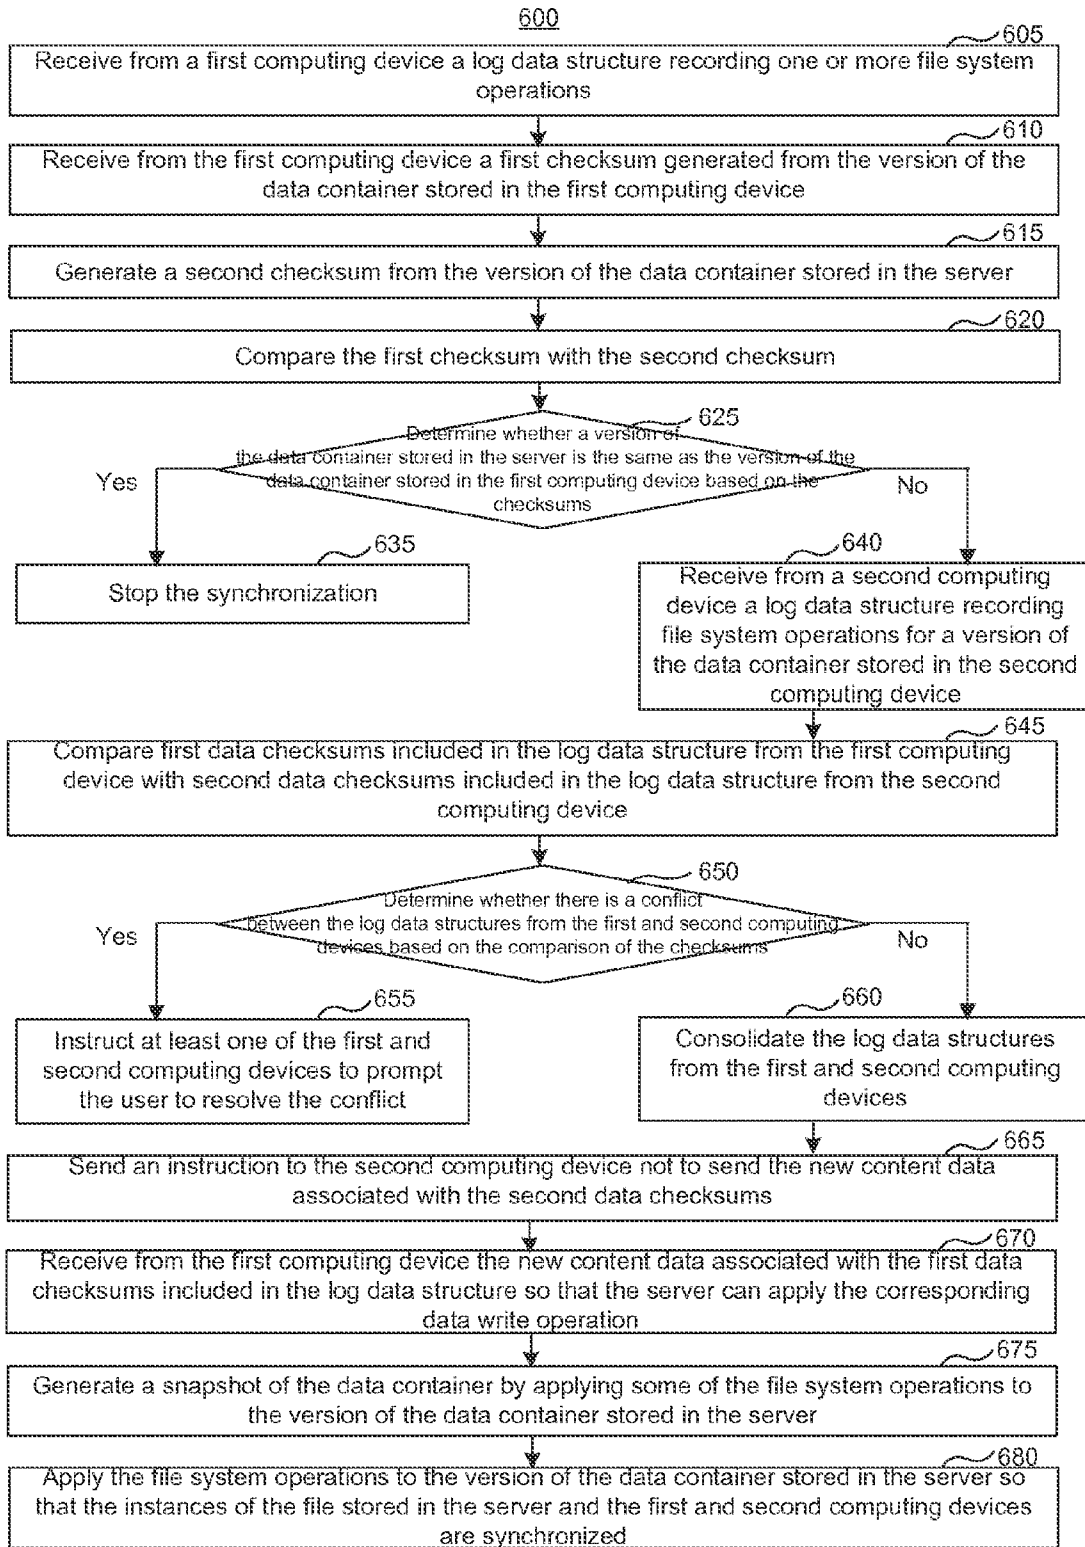 600
605
Receive from a first computing device a log data structure recording one or more file system
operations
610
Receive from the first computing device a first checksum generated from the version of the
data container stored in the first computing device
615
Generate a second checksum from the version of the data container stored in the server
620
Compare the first checksum with the second checksum
625
Determine whether a version of
the data container stored in the server is the same as the version of the
data container stored in the first computing device based on the
checksums
Yes
No
635
Stop the synchronization
640
Receive from a second computing
device a log data structure recording
file system operations for a version of
the data container stored in the second
computing device
645
Compare first data checksums included in the log data structure from the first computing
device with second data checksums included in the log data structure from the second
computing device
650
Determine whether there is a conflict
between the log data structures from the first and second computing
devices based on the comparison of the checksums
Yes
No
655
Instruct at least one of the first and
second computing devices to prompt
the user to resolve the conflict
660
Consolidate the log data structures
from the first and second computing
devices
665
Send an instruction to the second computing device not to send the new content data
associated with the second data checksums
670
Receive from the first computing device the new content data associated with the first data
checksums included in the log data structure so that the server can apply the corresponding
data write operation
675
Generate a snapshot of the data container by applying some of the file system operations to
the version of the data container stored in the server
680
Apply the file system operations to the version of the data container stored in the server so
that the instances of the file stored in the server and the first and second computing devices
are synchronized